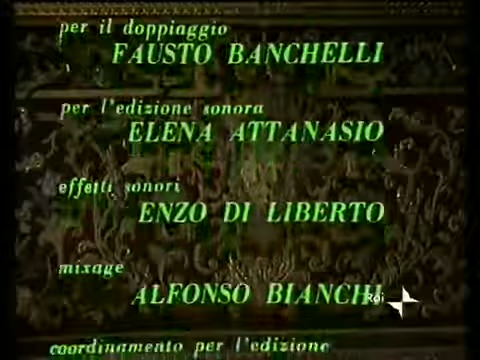 per il doppiaggio
FAUSTO BANCHELLI
per l'edizione sonora
ELENA ATTANASIO
effetti sonori
ENZO DI LIBERTO
mixage
ALFONSO BIANCHI
Rai
coordinamento per l'edizione